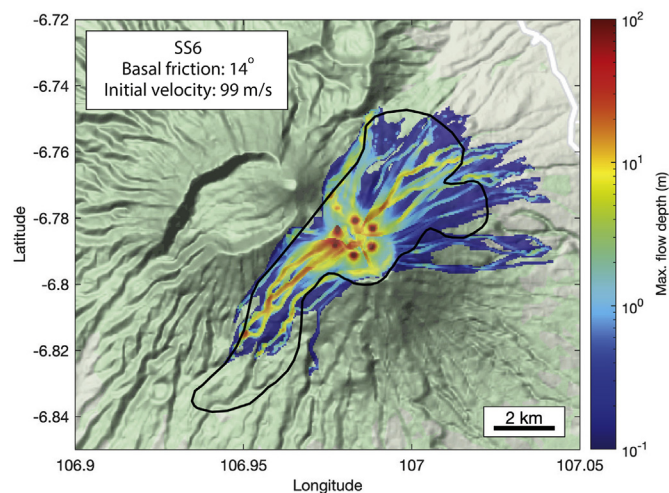 SS6
Basal friction: 14°
Initial velocity: 99 m/s
-6.72
-6.74
-6.76
-6.78
-6.8
-6.82
-6.84
Latitude
106.9
106.95
107
107.05
Longitude
2 km
10²
10¹
10⁰
10⁻¹
Max. flow depth (m)